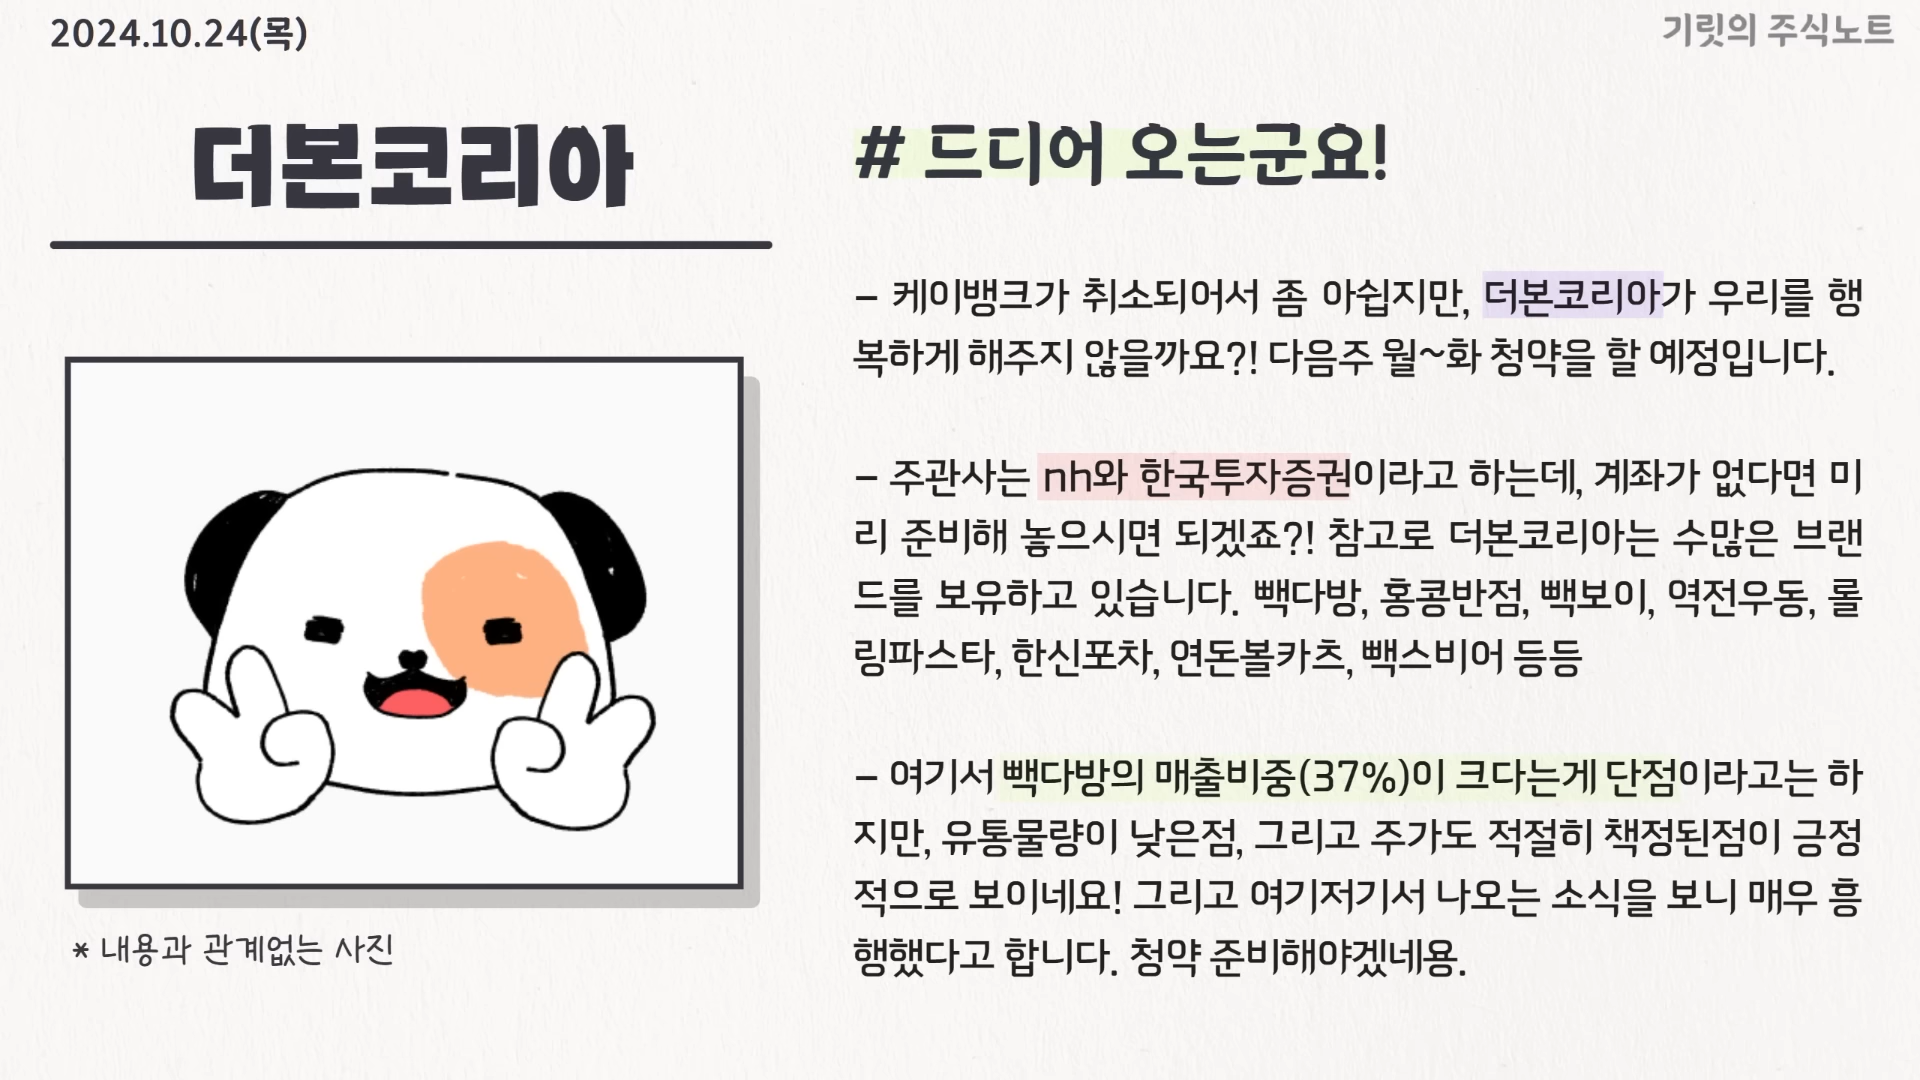 2024.10.24(목)
기릿의 주식노트
더본코리아
* 내용과 관계없는 사진
# 드디어 오는군요!
– 케이뱅크가 취소되어서 좀 아쉽지만, 더본코리아가 우리를 행
복하게 해주지 않을까요?! 다음주 월~화 청약을 할 예정입니다.
– 주관사는 nh와 한국투자증권이라고 하는데, 계좌가 없다면 미
리 준비해 놓으시면 되겠죠?! 참고로 더본코리아는 수많은 브랜
드를 보유하고 있습니다. 빽다방, 홍콩반점, 빽보이, 역전우동, 롤
링파스타, 한신포차, 연돈볼카츠, 빽스비어 등등
– 여기서 빽다방의 매출비중(37%)이 크다는게 단점이라고는 하
지만, 유통물량이 낮은점, 그리고 주가도 적절히 책정된점이 긍정
적으로 보이네요! 그리고 여기저기서 나오는 소식을 보니 매우 흥
행했다고 합니다. 청약 준비해야겠네용.